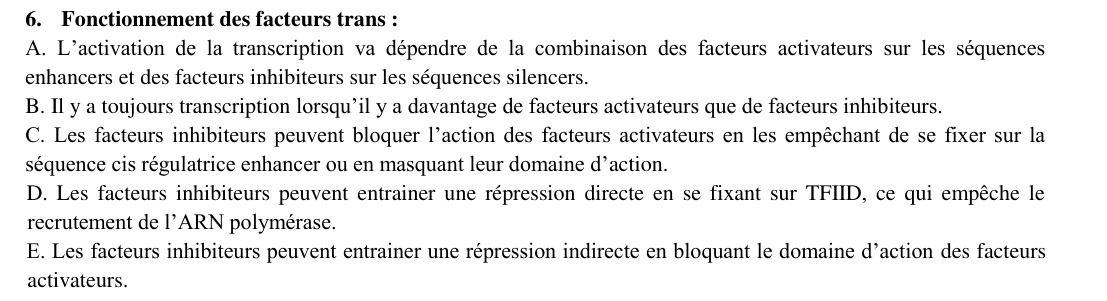 6. Fonctionnement des facteurs trans :
A. L’activation de la transcription va dépendre de la combinaison des facteurs activateurs sur les séquences
enhancers et des facteurs inhibiteurs sur les séquences silencers.
B. Il y a toujours transcription lorsqu’il y a davantage de facteurs activateurs que de facteurs inhibiteurs.
C. Les facteurs inhibiteurs peuvent bloquer l’action des facteurs activateurs en les empêchant de se fixer sur la
séquence cis régulatrice enhancer ou en masquant leur domaine d’action.
D. Les facteurs inhibiteurs peuvent entrainer une répression directe en se fixant sur TFIID, ce qui empêche le
recrutement de l’ARN polymérase.
E. Les facteurs inhibiteurs peuvent entrainer une répression indirecte en bloquant le domaine d’action des facteurs
activateurs.